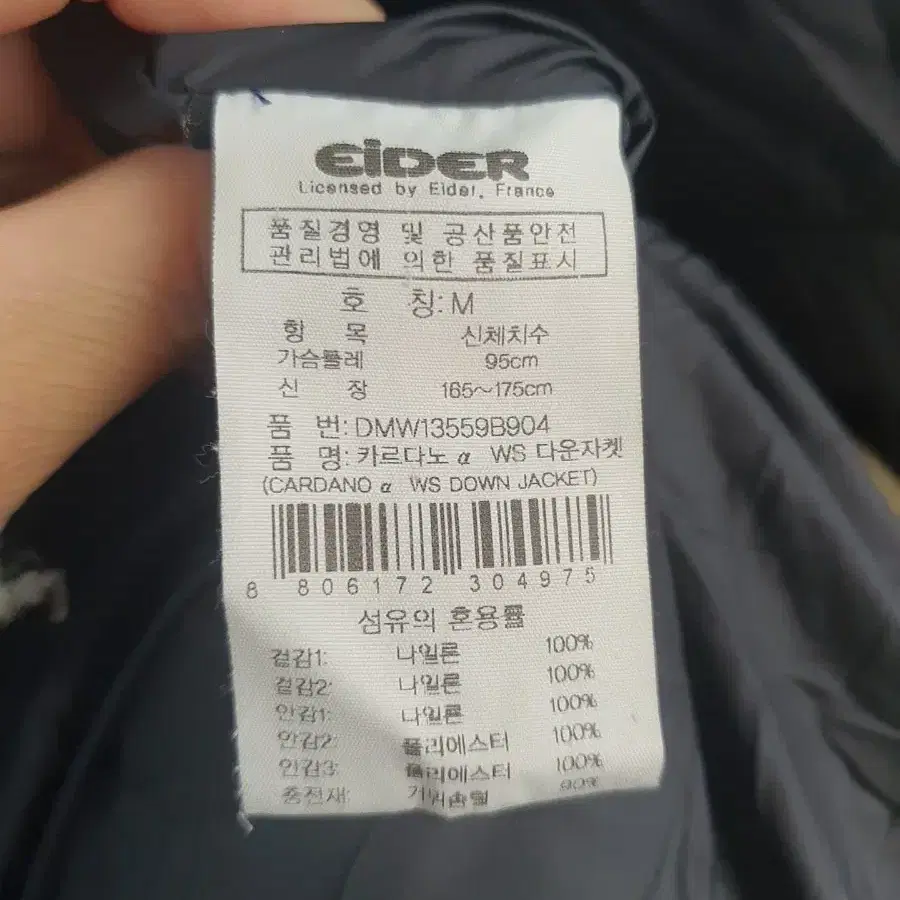 EiDER
Licensed by Eider, France
품질경영 및 공산품안전
관리법에 의한 품질표시
호 칭: M
항 목 신체치수
가슴둘레 95cm
신 장 165~175cm
품 번: DMW13559B904
품 명: 카르다노 α WS 다운자켓
(CARDANO α WS DOWN JACKET)
8 806172 304975
섬유의 혼용률
겉감1: 나일론 100%
겉감2: 나일론 100%
안감1: 나일론 100%
안감2: 폴리에스터 100%
안감3: 폴리에스터 100%
충전재: 거위솜털 90%